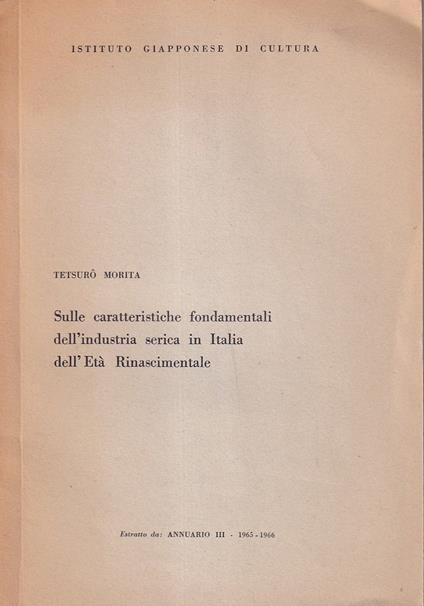 ISTITUTO GIAPPONESE DI CULTURA
TETSURÔ MORITA
Sulle caratteristiche fondamentali
dell'industria serica in Italia
dell'Età Rinascimentale
Estratto da: ANNUARIO III - 1965-1966